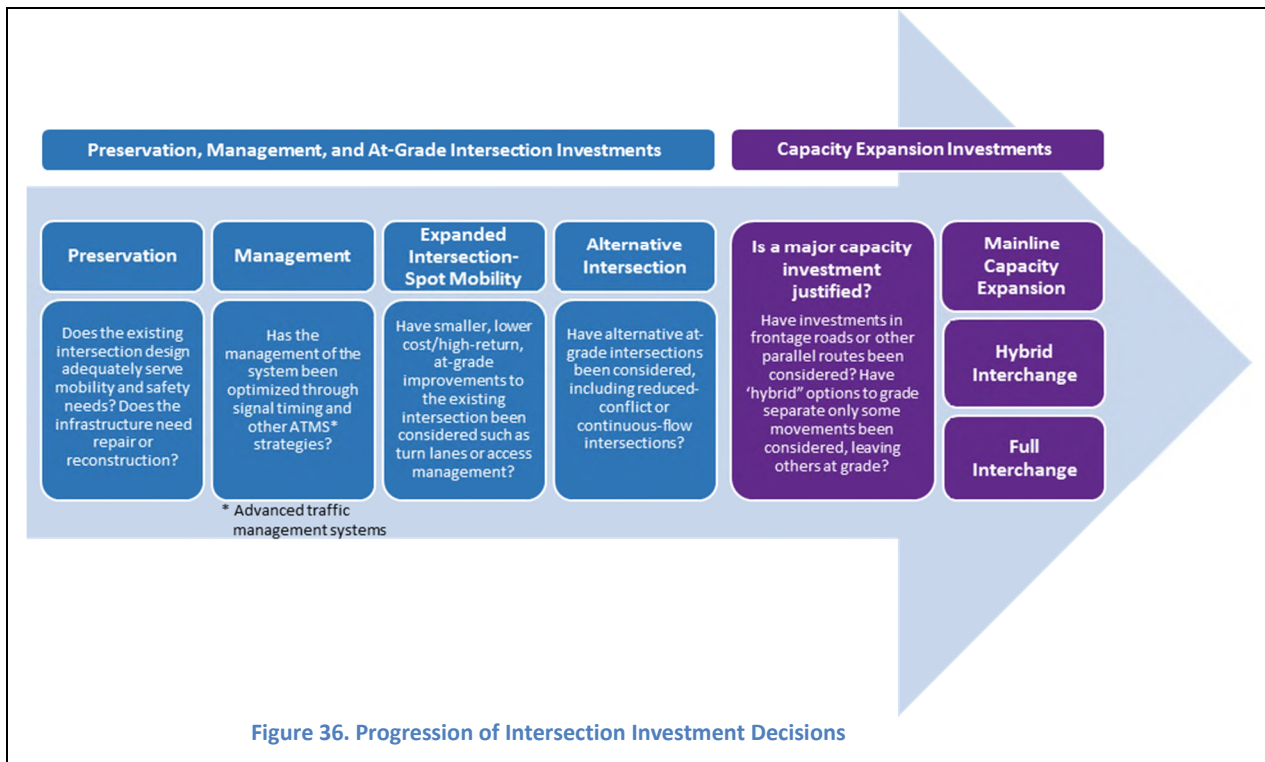 Preservation, Management, and At-Grade Intersection Investments
Capacity Expansion Investments
Preservation
Does the existing
intersection design
adequately serve
mobility and safety
needs? Does the
infrastructure need
repair or
reconstruction?
Management
Has the
management of the
system been
optimized through
signal timing and
other ATMS*
strategies?
* Advanced traffic
management systems
Expanded
Intersection-
Spot Mobility
Have smaller, lower
cost/high-return,
at-grade
improvements to
the existing
intersection been
considered such as
turn lanes or access
management?
Alternative
Intersection
Have alternative at-
grade intersections
been considered,
including reduced-
conflict or
continuous-flow
intersections?
Is a major capacity
investment
justified?
Have investments in
frontage roads or other
parallel routes been
considered? Have
‘hybrid” options to grade
separate only some
movements been
considered, leaving
others at grade?
Mainline
Capacity
Expansion
Hybrid
Interchange
Full
Interchange
Figure 36. Progression of Intersection Investment Decisions